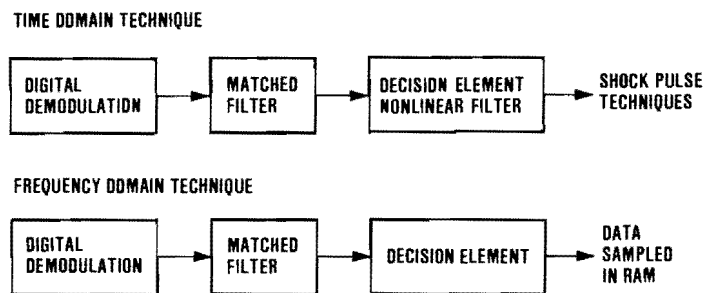 TIME DOMAIN TECHNIQUE
DIGITAL
DEMODULATION
MATCHED
FILTER
DECISION ELEMENT
NONLINEAR FILTER
SHOCK PULSE
TECHNIQUES
FREQUENCY DOMAIN TECHNIQUE
DIGITAL
DEMODULATION
MATCHED
FILTER
DECISION ELEMENT
DATA
SAMPLED
IN RAM